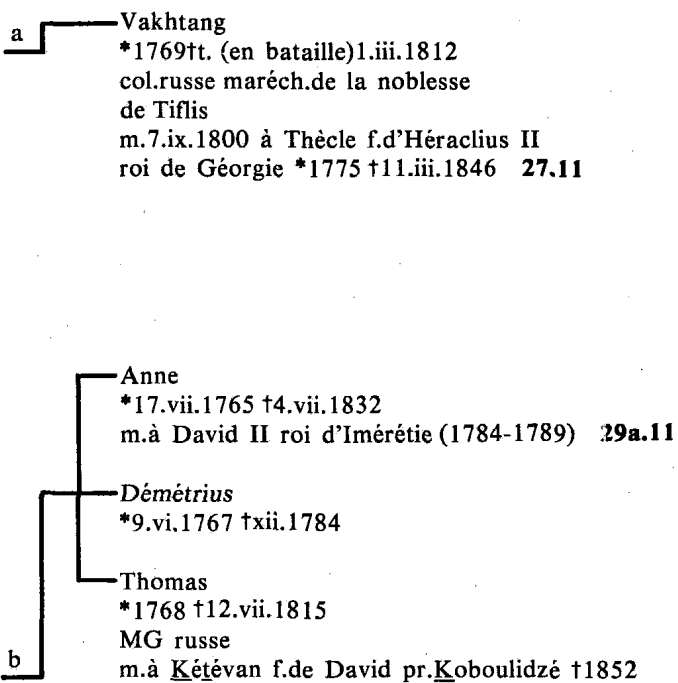 a
Vakhtang
*1769†t. (en bataille)1.iii.1812
col.russe maréch.de la noblesse
de Tiflis
m.7.ix.1800 à Thècle f.d'Héraclius II
roi de Géorgie *1775 †11.iii.1846 27.11
Anne
*17.vii.1765 †4.vii.1832
m.à David II roi d'Imérétie (1784-1789) 29a.11
Démétrius
*9.vi.1767 †xii.1784
Thomas
*1768 †12.vii.1815
MG russe
b
m.à Kétévan f.de David pr.Koboulidzé †1852